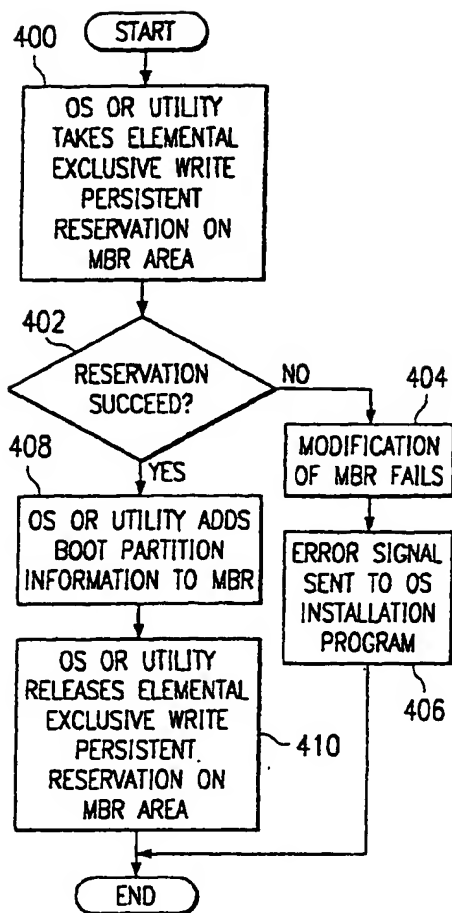 START
400
OS OR UTILITY
TAKES ELEMENTAL
EXCLUSIVE WRITE
PERSISTENT
RESERVATION ON
MBR AREA
402
RESERVATION
SUCCEED?
NO
404
MODIFICATION
OF MBR FAILS
YES
408
OS OR UTILITY ADDS
BOOT PARTITION
INFORMATION TO MBR
ERROR SIGNAL
SENT TO OS
INSTALLATION
PROGRAM
406
OS OR UTILITY
RELEASES ELEMENTAL
EXCLUSIVE WRITE
PERSISTENT.
RESERVATION ON
MBR AREA
410
END